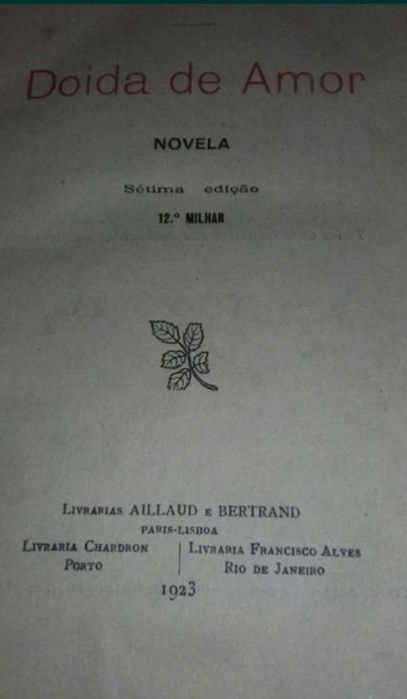 Doida de Amor
NOVELA
Sétima edição
12.º MILHAR
Livrarias AILLAUD e BERTRAND
PARIS-LISBOA
Livraria Chardron
Porto
Livraria Francisco Alves
Rio de Janeiro
1923